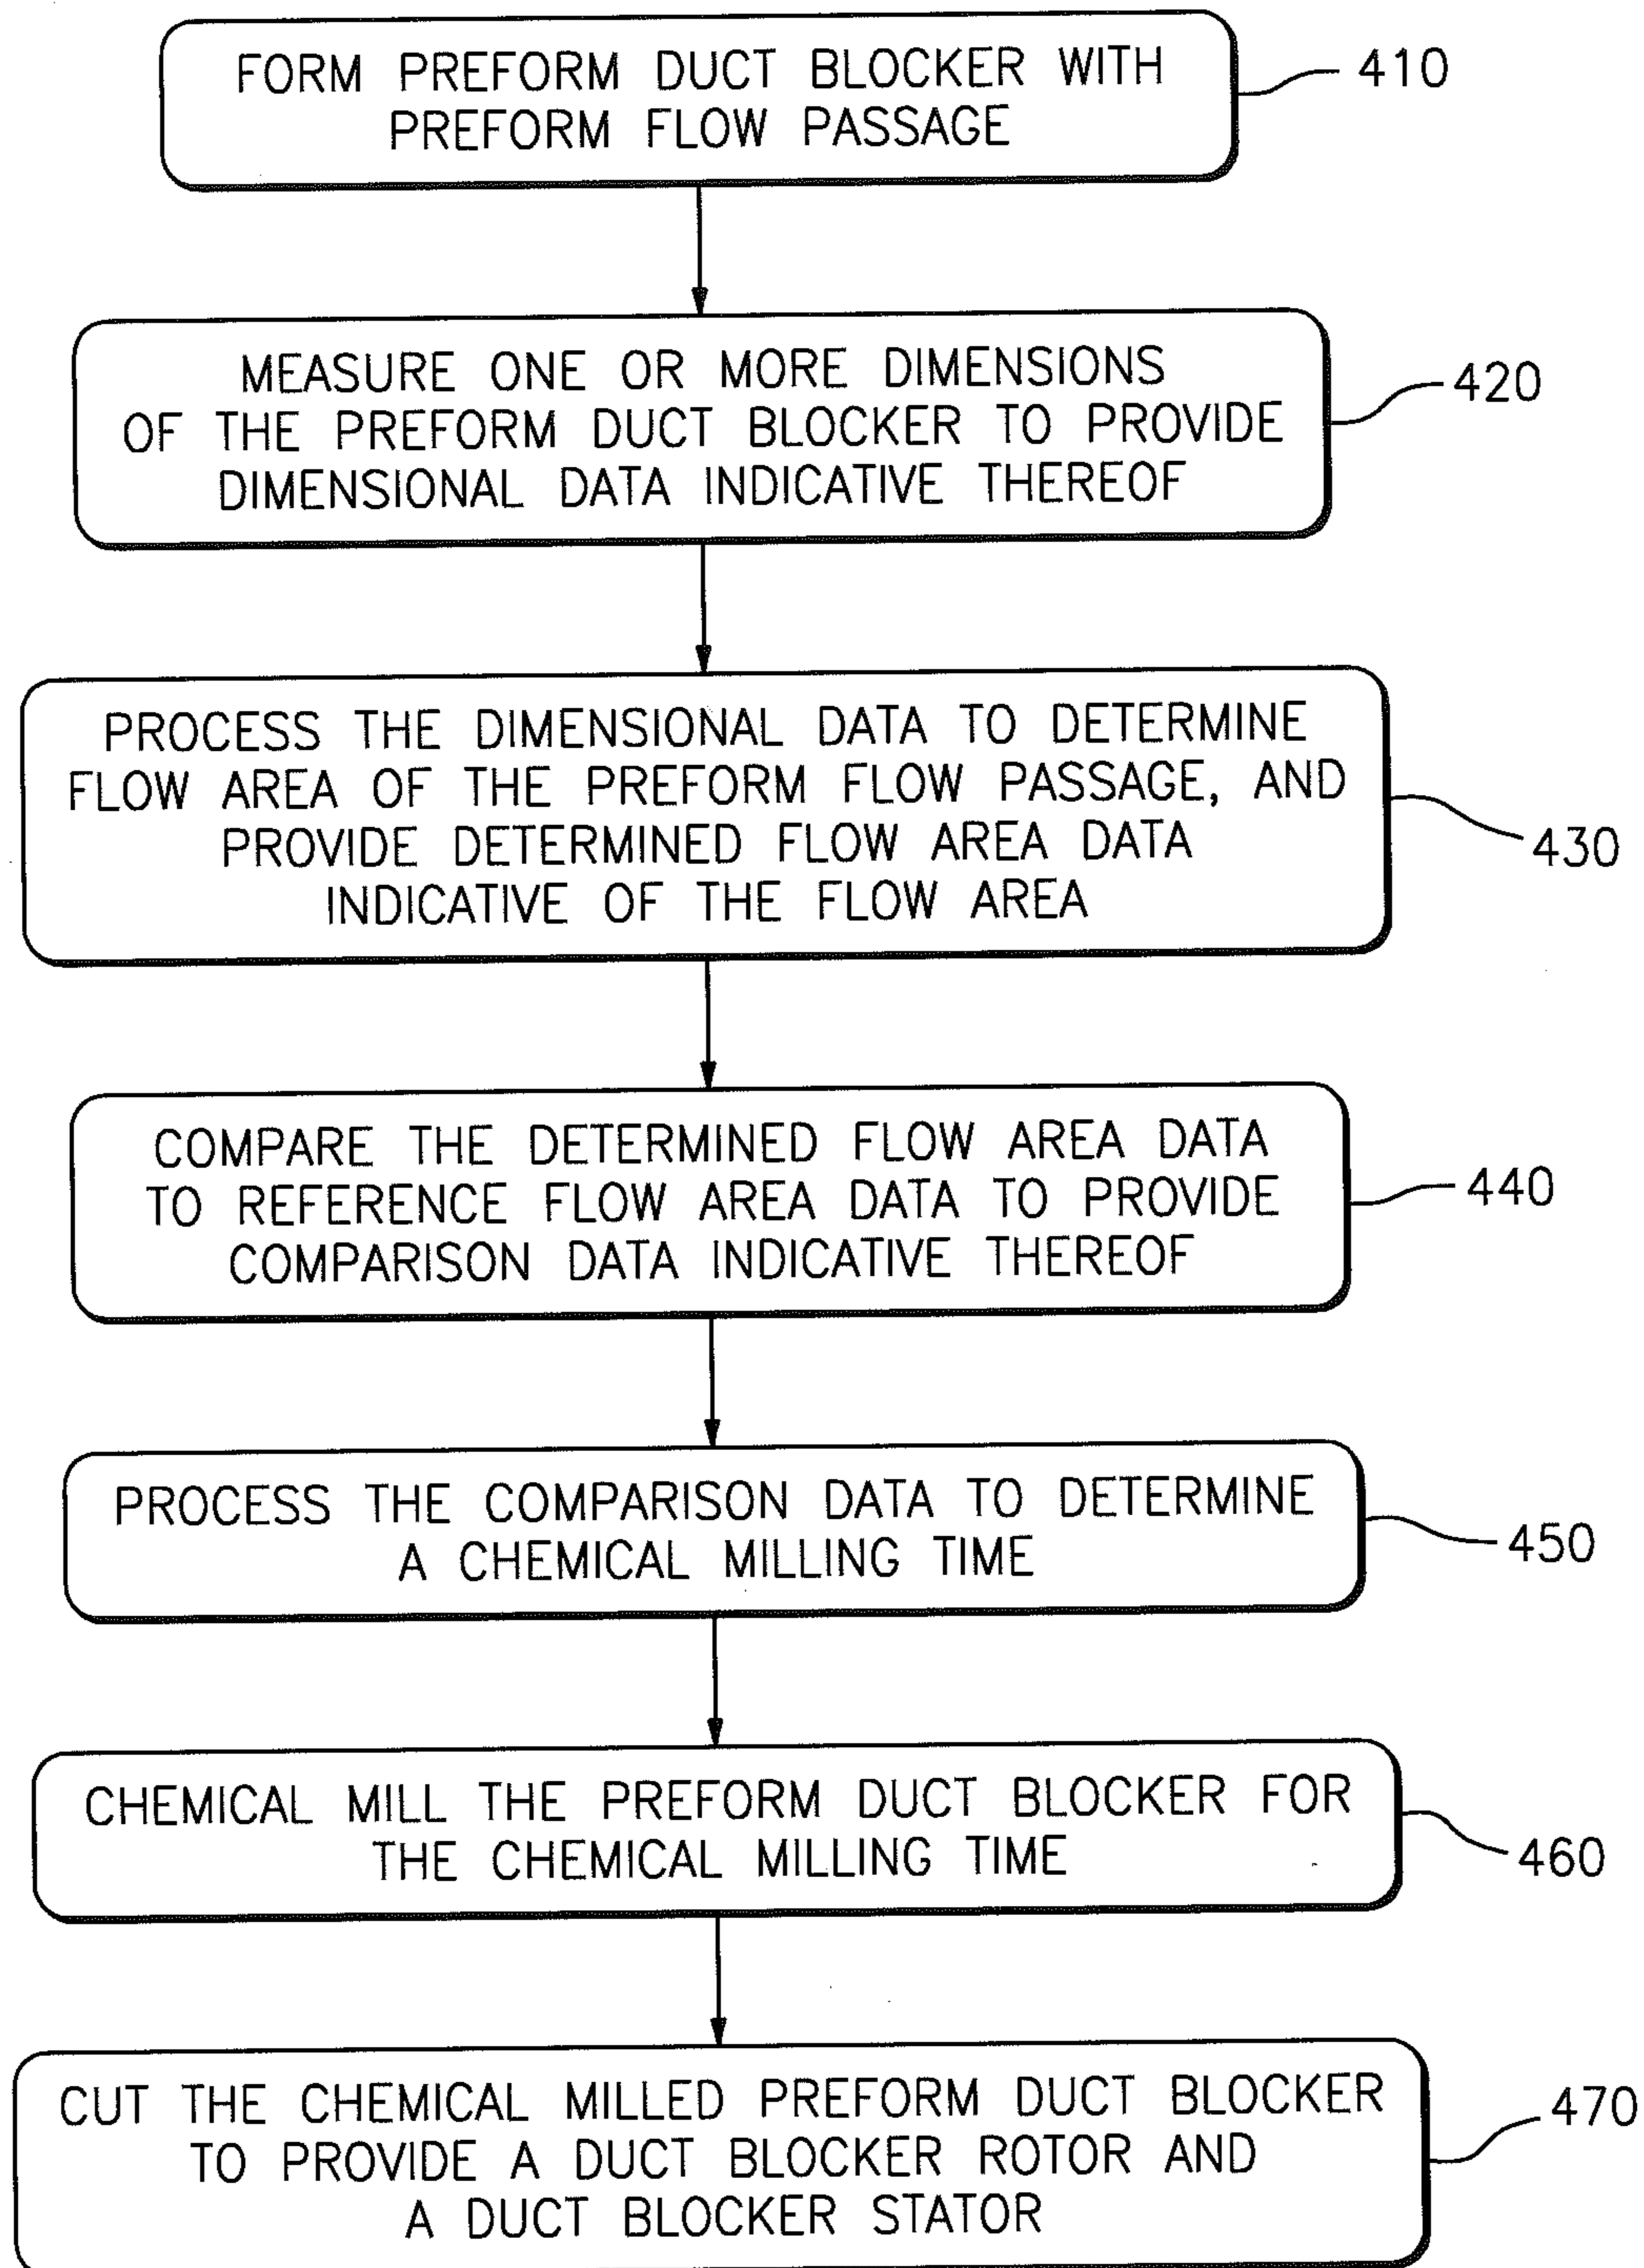 FORM PREFORM DUCT BLOCKER WITH
PREFORM FLOW PASSAGE
410
MEASURE ONE OR MORE DIMENSIONS
OF THE PREFORM DUCT BLOCKER TO PROVIDE
DIMENSIONAL DATA INDICATIVE THEREOF
420
PROCESS THE DIMENSIONAL DATA TO DETERMINE
FLOW AREA OF THE PREFORM FLOW PASSAGE, AND
PROVIDE DETERMINED FLOW AREA DATA
INDICATIVE OF THE FLOW AREA
430
COMPARE THE DETERMINED FLOW AREA DATA
TO REFERENCE FLOW AREA DATA TO PROVIDE
COMPARISON DATA INDICATIVE THEREOF
440
PROCESS THE COMPARISON DATA TO DETERMINE
A CHEMICAL MILLING TIME
450
CHEMICAL MILL THE PREFORM DUCT BLOCKER FOR
THE CHEMICAL MILLING TIME
460
CUT THE CHEMICAL MILLED PREFORM DUCT BLOCKER
TO PROVIDE A DUCT BLOCKER ROTOR AND
A DUCT BLOCKER STATOR
470